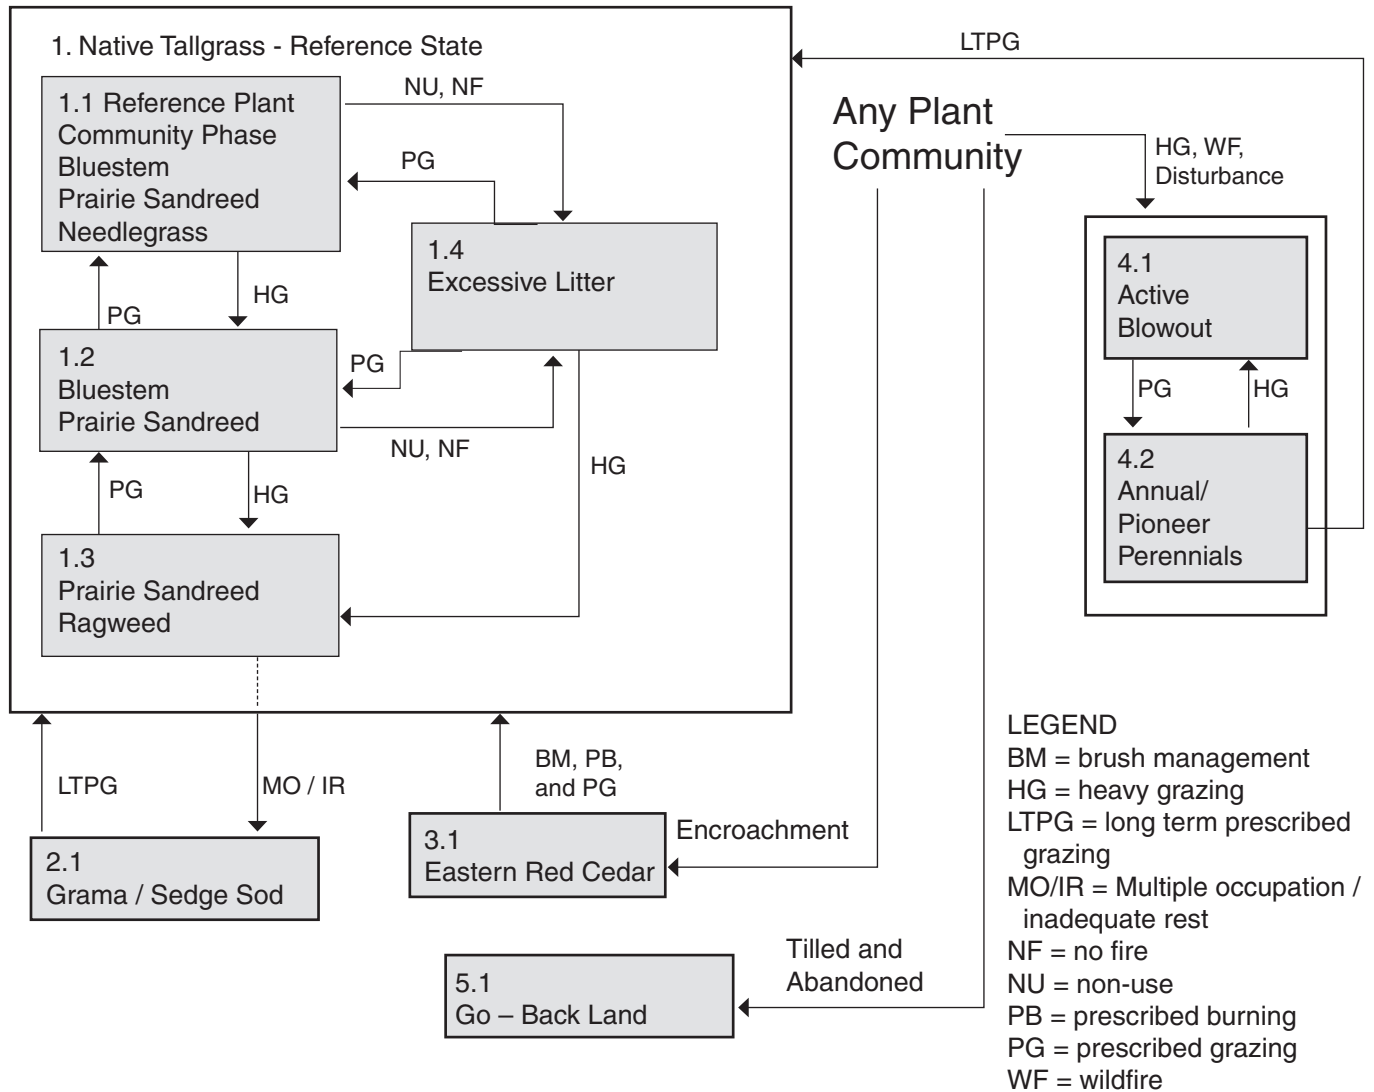 1. Native Tallgrass - Reference State
1.1 Reference Plant
Community Phase
Bluestem
Prairie Sandreed
Needlegrass
NU, NF
PG
1.4
Excessive Litter
PG
HG
1.2
Bluestem
Prairie Sandreed
PG
NU, NF
HG
PG
HG
1.3
Prairie Sandreed
Ragweed
LTPG
MO / IR
2.1
Grama / Sedge Sod
BM, PB,
and PG
3.1
Eastern Red Cedar
Encroachment
5.1
Go – Back Land
Tilled and
Abandoned
LTPG
Any Plant
Community
HG, WF,
Disturbance
4.1
Active
Blowout
PG
HG
4.2
Annual/
Pioneer
Perennials
LEGEND
BM = brush management
HG = heavy grazing
LTPG = long term prescribed
grazing
MO/IR = Multiple occupation /
inadequate rest
NF = no fire
NU = non-use
PB = prescribed burning
PG = prescribed grazing
WF = wildfire